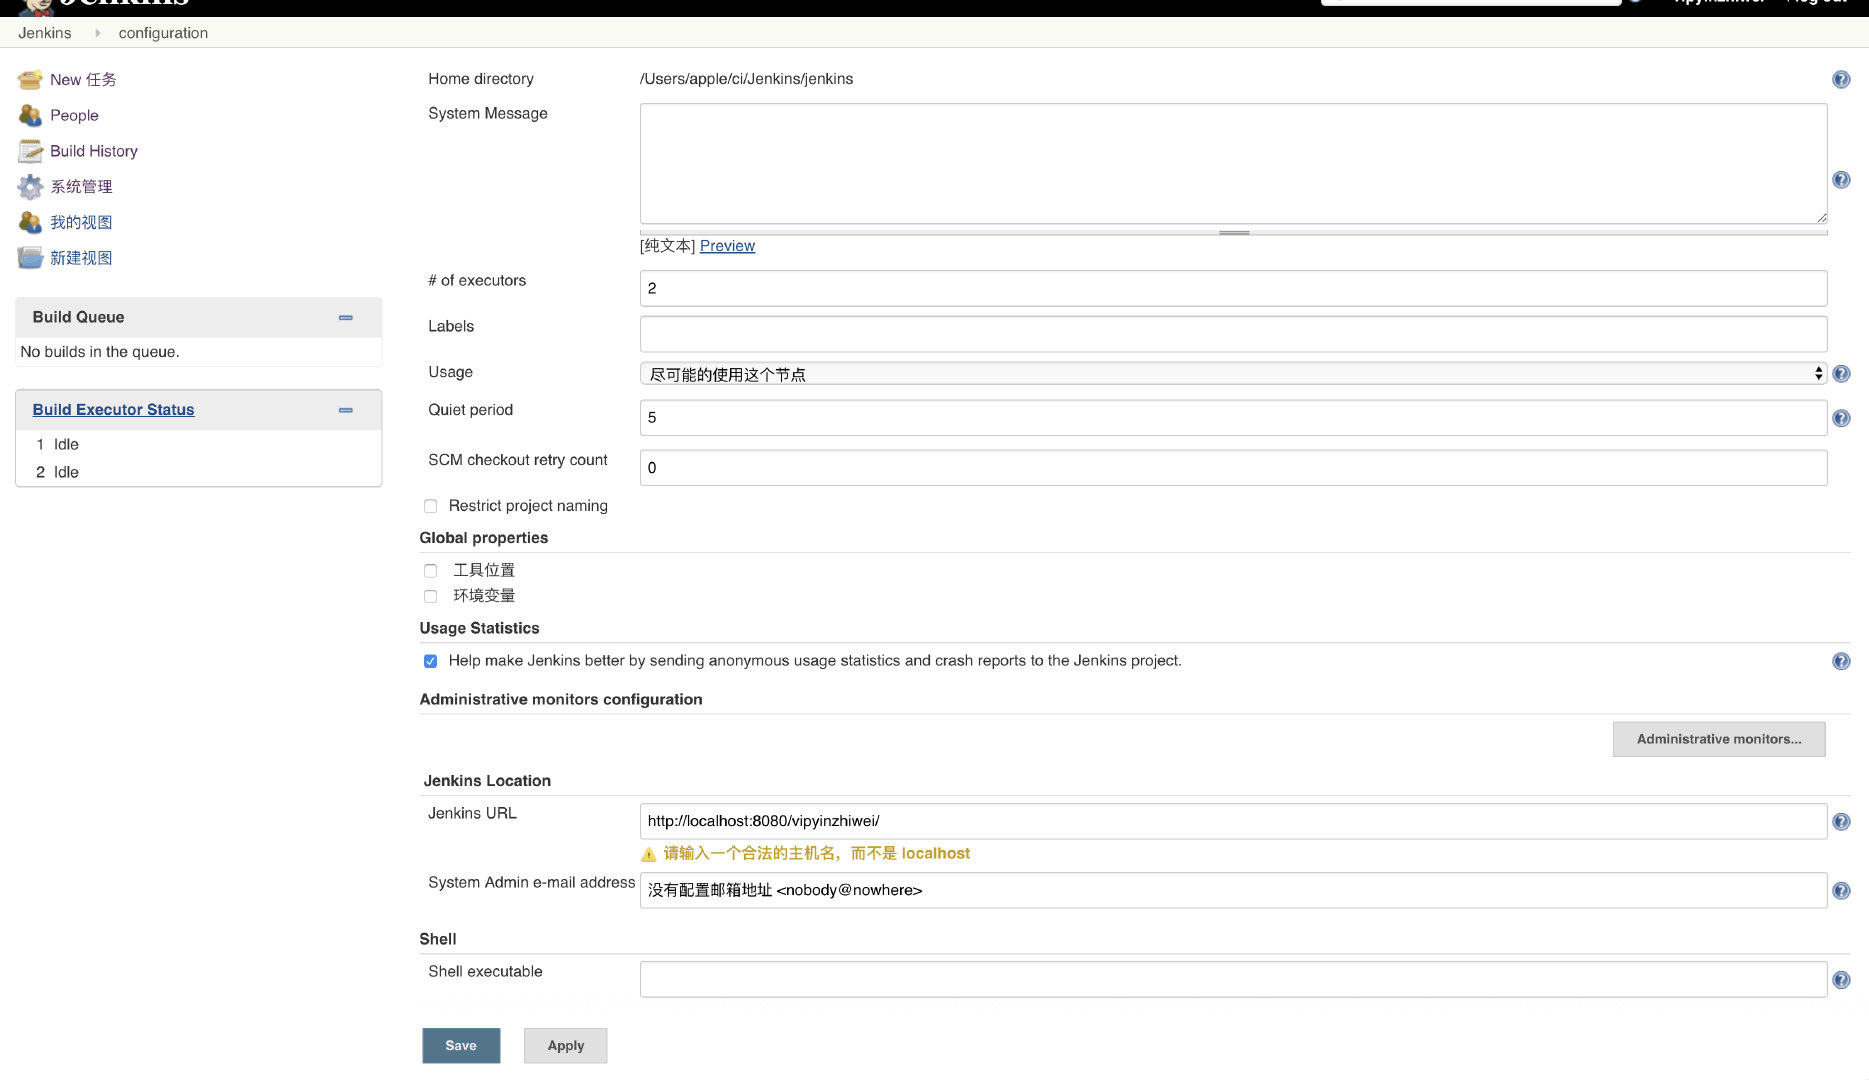 Jenkins
Jenkins configuration
New 任务
People
Build History
系统管理
我的视图
新建视图
Build Queue
No builds in the queue.
Build Executor Status
1 Idle
2 Idle
Home directory /Users/apple/ci/Jenkins/jenkins
System Message
[纯文本] Preview
# of executors 2
Labels
Usage 尽可能的使用这个节点
Quiet period 5
SCM checkout retry count 0
Restrict project naming
Global properties
工具位置
环境变量
Usage Statistics
Help make Jenkins better by sending anonymous usage statistics and crash reports to the Jenkins project.
Administrative monitors configuration
Administrative monitors...
Jenkins Location
Jenkins URL http://localhost:8080/vipyinzhiwei/
请输入一个合法的主机名，而不是 localhost
System Admin e-mail address 没有配置邮箱地址 <nobody@nowhere>
Shell
Shell executable
Save Apply